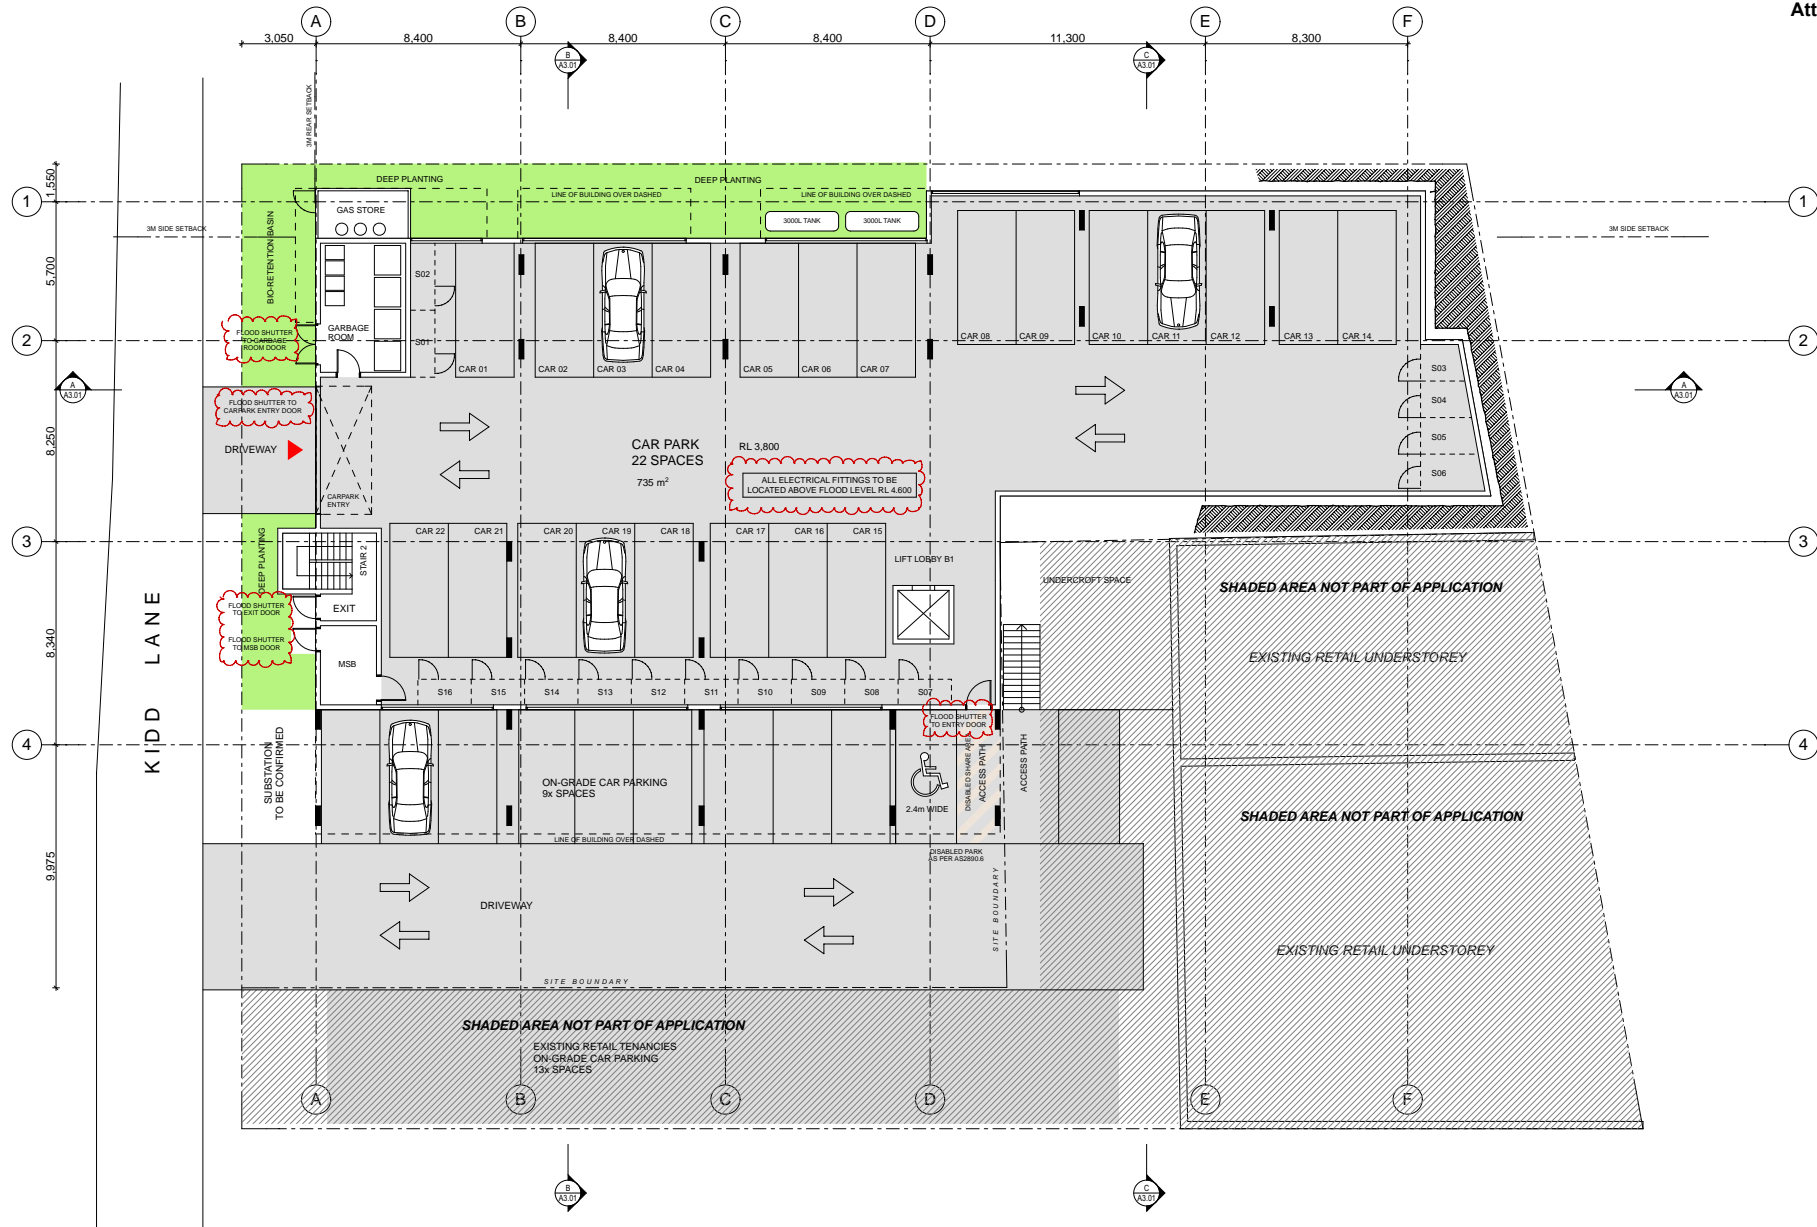 Att
A
B
C
D
E
F
3,050
8,400
8,400
8,400
11,300
8,300
B
A3.01
C
A3.01
3M REAR SETBACK
1,550
5,700
8,250
8,340
9,975
1
1
DEEP PLANTING
DEEP PLANTING
LINE OF BUILDING OVER DASHED
LINE OF BUILDING OVER DASHED
GAS STORE
3000L TANK
3000L TANK
3M SIDE SETBACK
3M SIDE SETBACK
BIO-RETENTION BASIN
S02
S01
GARBAGE
ROOM
FLOOD SHUTTER
TO GARBAGE
ROOM DOOR
2
2
CAR 01
CAR 02
CAR 03
CAR 04
CAR 05
CAR 06
CAR 07
CAR 08
CAR 09
CAR 10
CAR 11
CAR 12
CAR 13
CAR 14
S03
S04
S05
S06
A
A3.01
A
A3.01
FLOOD SHUTTER TO
CARPARK ENTRY DOOR
DRIVEWAY
CARPARK
ENTRY
CAR PARK
22 SPACES
735 m²
RL 3,800
ALL ELECTRICAL FITTINGS TO BE
LOCATED ABOVE FLOOD LEVEL RL 4.600
3
3
CAR 22
CAR 21
CAR 20
CAR 19
CAR 18
CAR 17
CAR 16
CAR 15
DEEP PLANTING
STAIR 2
EXIT
LIFT LOBBY B1
UNDERCROFT SPACE
SHADED AREA NOT PART OF APPLICATION
EXISTING RETAIL UNDERSTOREY
KIDD LANE
FLOOD SHUTTER
TO EXIT DOOR
FLOOD SHUTTER
TO MSB DOOR
MSB
S16
S15
S14
S13
S12
S11
S10
S09
S08
S07
FLOOD SHUTTER
TO ENTRY DOOR
4
4
SUBSTATION
TO BE CONFIRMED
ON-GRADE CAR PARKING
9x SPACES
2.4m WIDE
DISABLED SHARE AREA
ACCESS PATH
ACCESS PATH
LINE OF BUILDING OVER DASHED
DISABLED PARK
AS PER AS2890.6
SHADED AREA NOT PART OF APPLICATION
EXISTING RETAIL UNDERSTOREY
DRIVEWAY
SITE BOUNDARY
SITE BOUNDARY
SHADED AREA NOT PART OF APPLICATION
EXISTING RETAIL TENANCIES
ON-GRADE CAR PARKING
13x SPACES
A
B
C
D
E
F
B
A3.01
C
A3.01